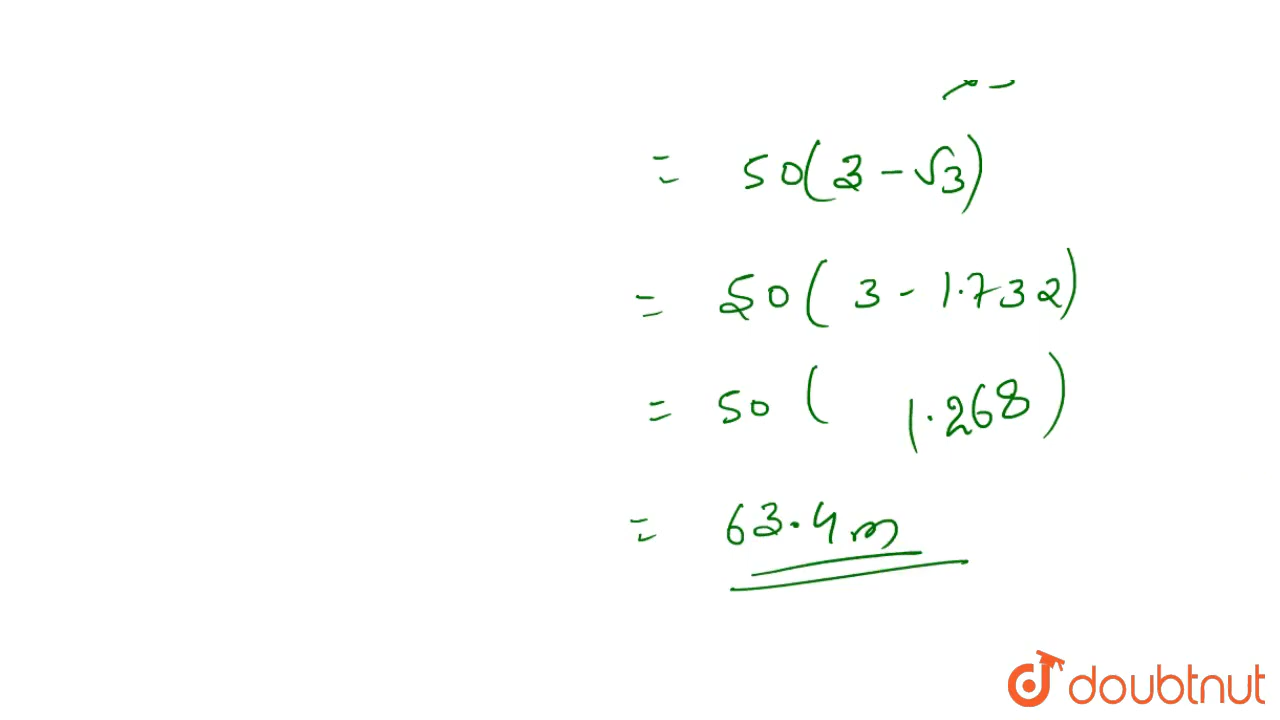 = 50(3 - √3)
= 50( 3 - 1.732)
= 50 ( 1.268 )
= 63.4 m
doubtnut